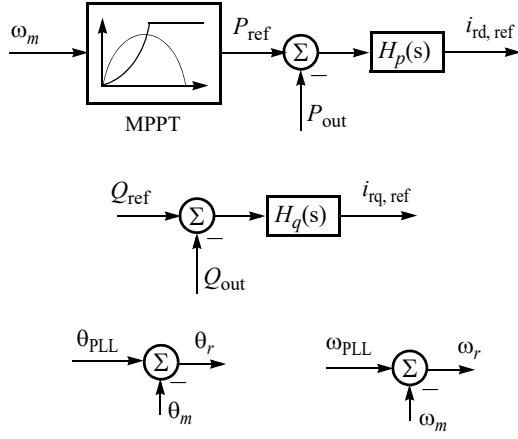 ω_m
P_ref
Σ
−
H_p(s)
i_rd, ref
MPPT
P_out
Q_ref
Σ
−
H_q(s)
i_rq, ref
Q_out
θ_PLL
Σ
−
θ_r
θ_m
ω_PLL
Σ
−
ω_r
ω_m